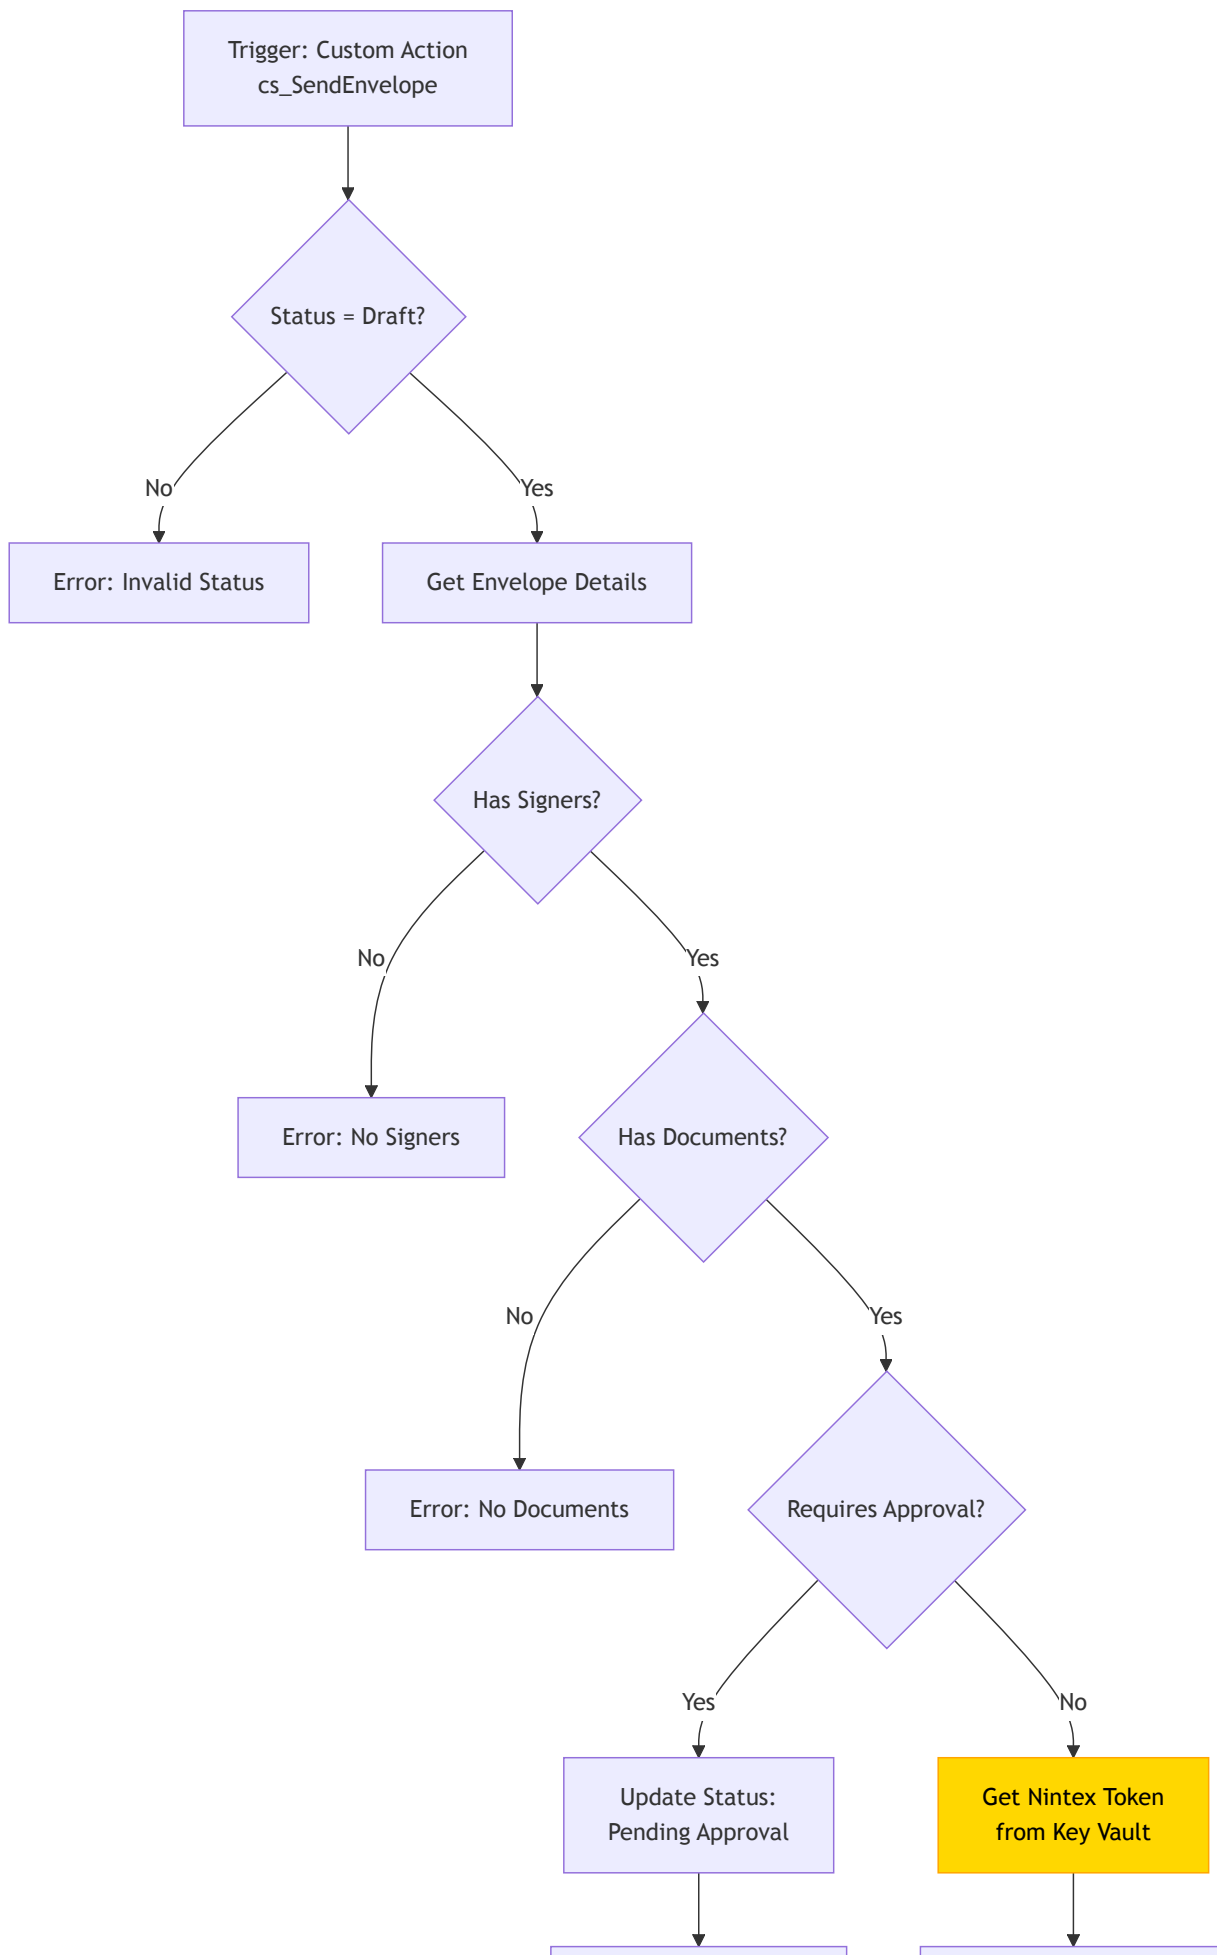 Trigger: Custom Action
cs_SendEnvelope
Status = Draft?
No
Yes
Error: Invalid Status
Get Envelope Details
Has Signers?
No
Yes
Error: No Signers
Has Documents?
No
Yes
Error: No Documents
Requires Approval?
Yes
No
Update Status:
Pending Approval
Get Nintex Token
from Key Vault